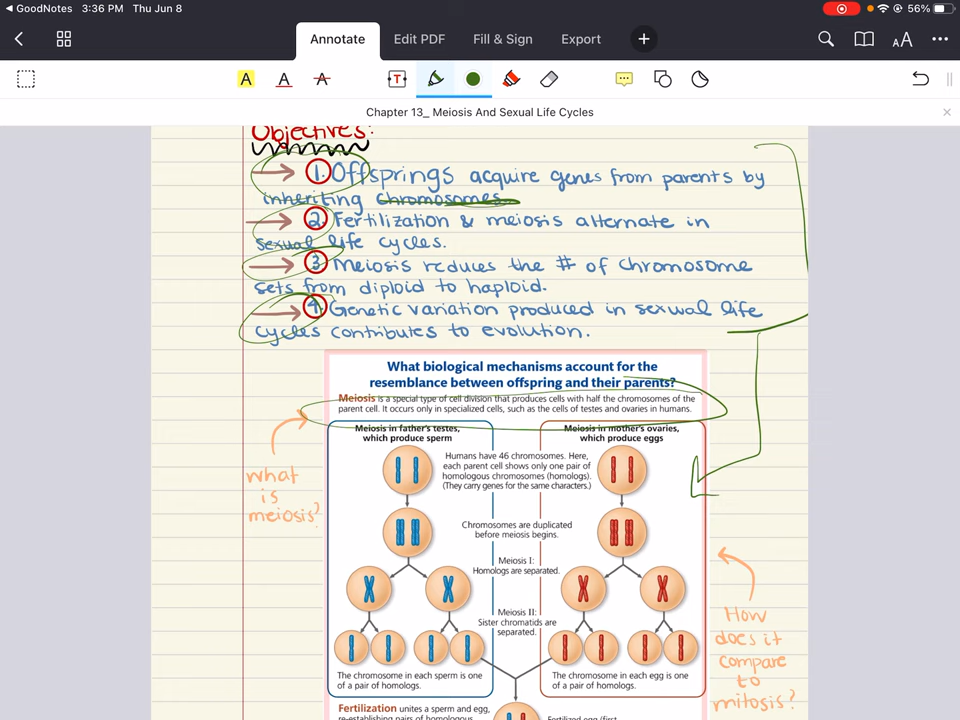 GoodNotes 3:36 PM Thu Jun 8 56%
Annotate Edit PDF Fill & Sign Export
AA
A A A T
Chapter 13_ Meiosis And Sexual Life Cycles
Objectives:
1. Offsprings acquire genes from parents by
inheriting chromosomes.
2. Fertilization & meiosis alternate in
sexual life cycles.
3 Meiosis reduces the # of chromosome
sets from diploid to haploid.
4. Genetic variation produced in sexual life
cycles contributes to evolution.
What biological mechanisms account for the
resemblance between offspring and their parents?
Meiosis is a special type of cell division that produces cells with half the chromosomes of the
parent cell. It occurs only in specialized cells, such as the cells of testes and ovaries in humans.
what
is
meiosis?
Meiosis in father's testes,
which produce sperm
Meiosis in mother's ovaries,
which produce eggs
Humans have 46 chromosomes. Here,
each parent cell shows only one pair of
homologous chromosomes (homologs).
(They carry genes for the same characters.)
Chromosomes are duplicated
before meiosis begins.
Meiosis I:
Homologs are separated.
Meiosis II:
Sister chromatids are
separated.
How
does it
compare
to
mitosis?
The chromosome in each sperm is one
of a pair of homologs.
The chromosome in each egg is one
of a pair of homologs.
Fertilization unites a sperm and egg,
re-establishing pairs of homologous
Fertilized egg (first